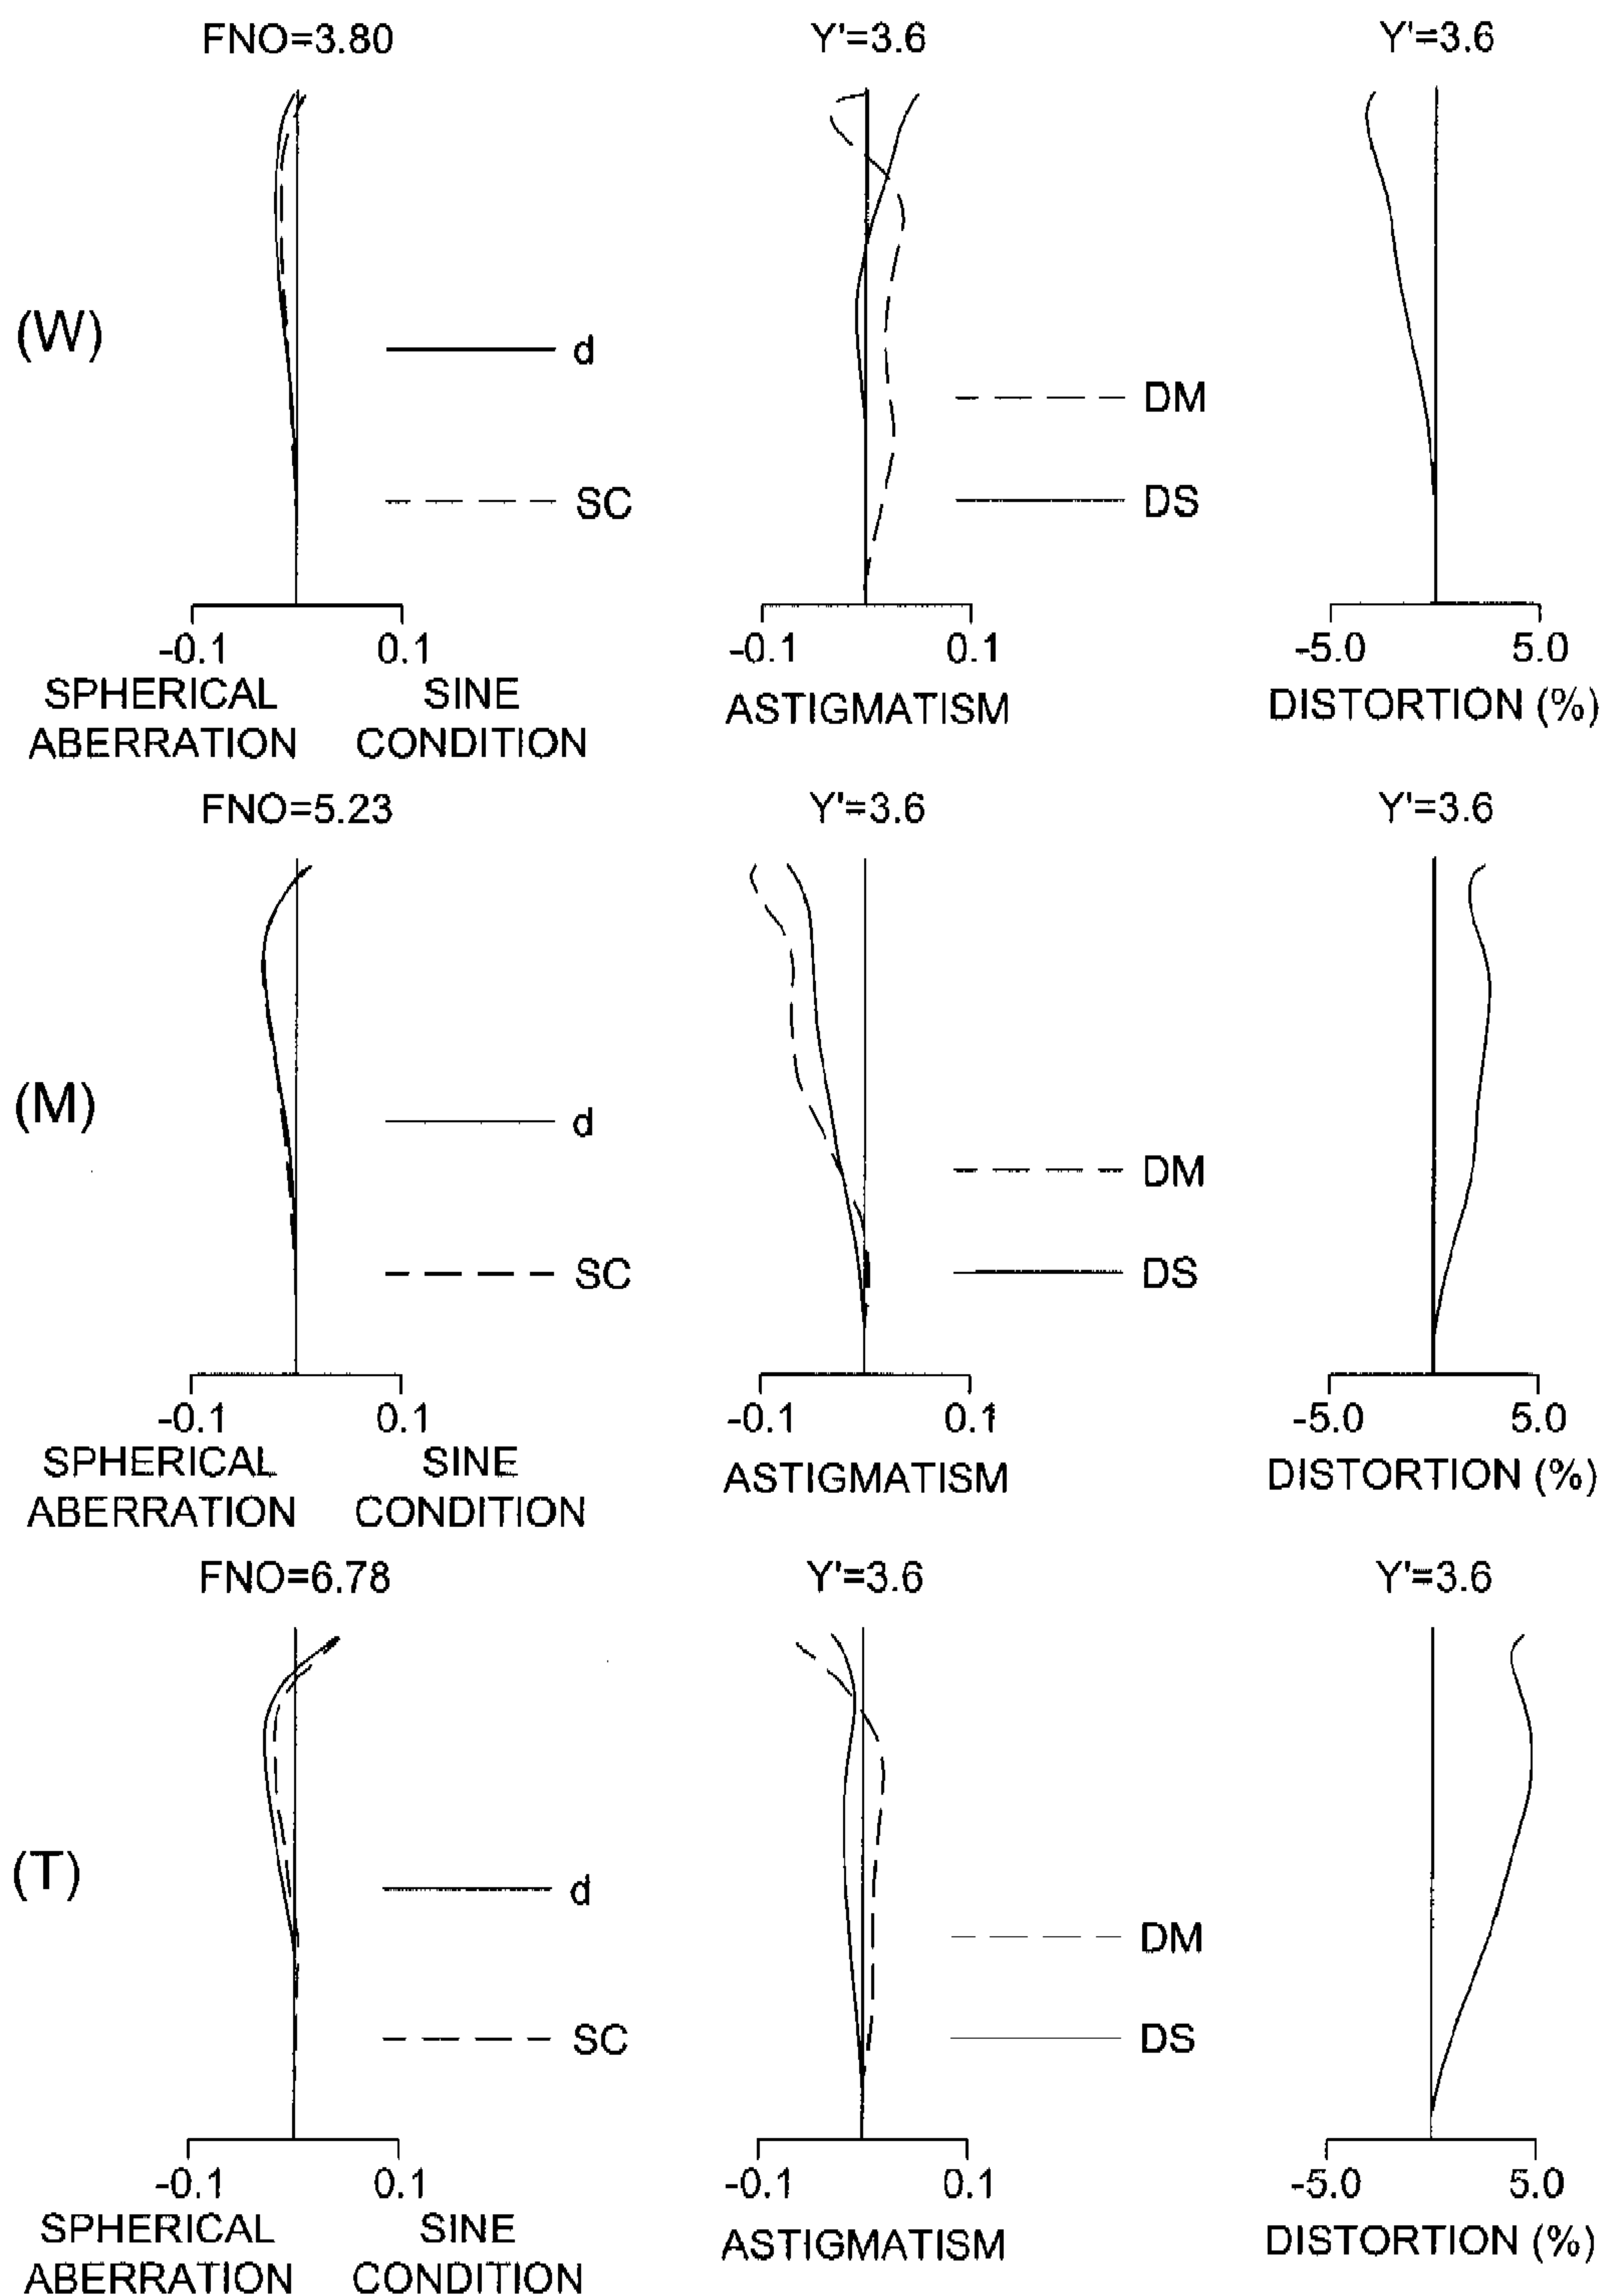 FNO=3.80 Y'=3.6 Y'=3.6
(W)
d
DM
SC
DS
-0.1 0.1 -0.1 0.1 -5.0 5.0
SPHERICAL SINE
ABERRATION CONDITION
ASTIGMATISM
DISTORTION (%)
FNO=5.23 Y'=3.6 Y'=3.6
(M)
d
DM
SC
DS
-0.1 0.1 -0.1 0.1 -5.0 5.0
SPHERICAL SINE
ABERRATION CONDITION
ASTIGMATISM
DISTORTION (%)
FNO=6.78 Y'=3.6 Y'=3.6
(T)
d
DM
SC
DS
-0.1 0.1 -0.1 0.1 -5.0 5.0
SPHERICAL SINE
ABERRATION CONDITION
ASTIGMATISM
DISTORTION (%)